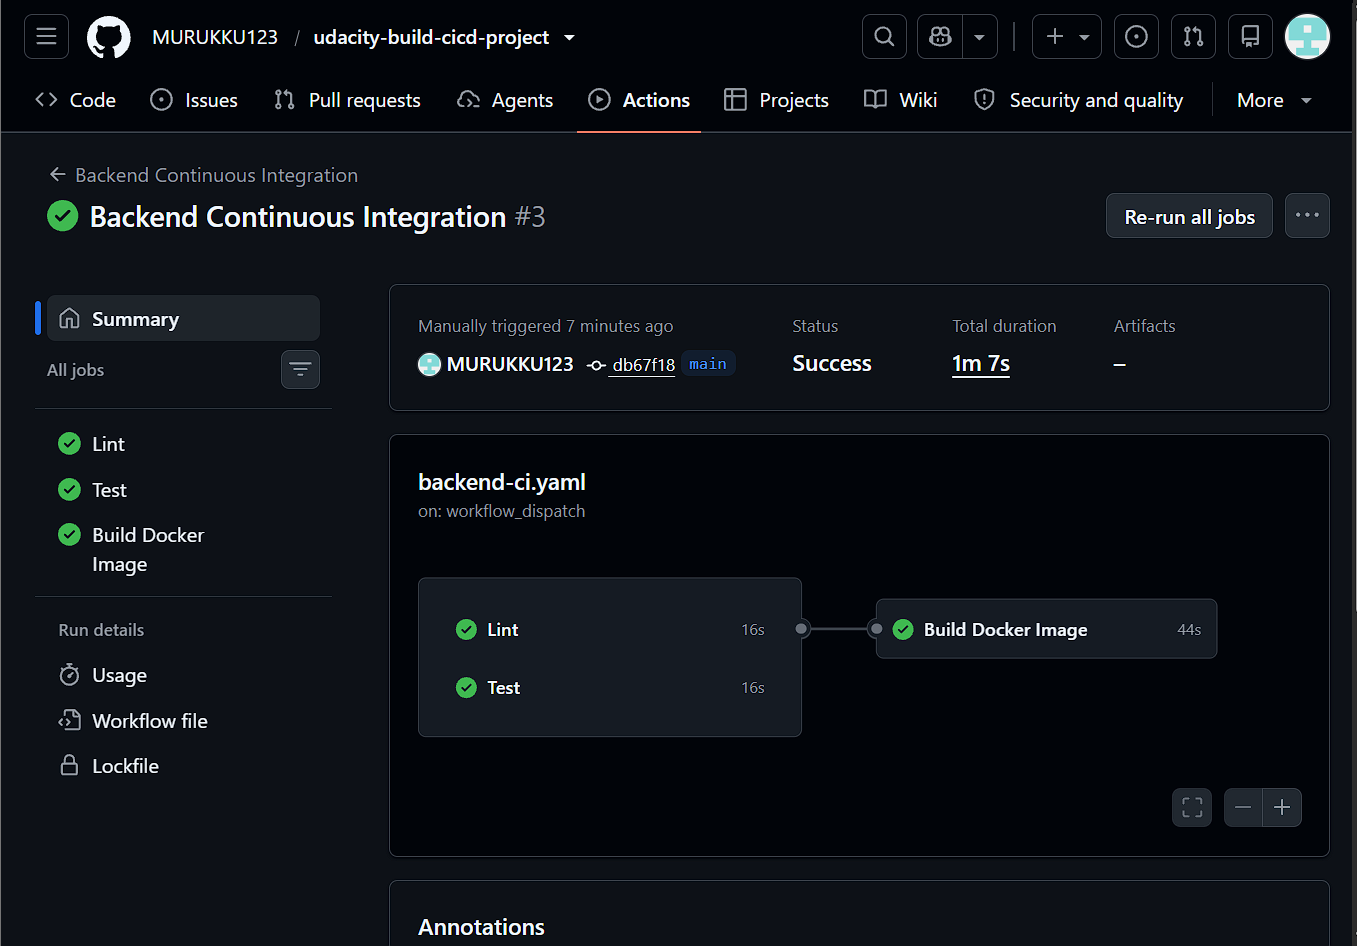 MURUKKU123 / udacity-build-cicd-project
Code Issues Pull requests Agents Actions Projects Wiki Security and quality More
Backend Continuous Integration
Backend Continuous Integration #3
Re-run all jobs
Summary
All jobs
Lint
Test
Build Docker
Image
Run details
Usage
Workflow file
Lockfile
Manually triggered 7 minutes ago
MURUKKU123 db67f18 main
Status
Success
Total duration
1m 7s
Artifacts
–
backend-ci.yaml
on: workflow_dispatch
Lint 16s
Test 16s
Build Docker Image 44s
Annotations